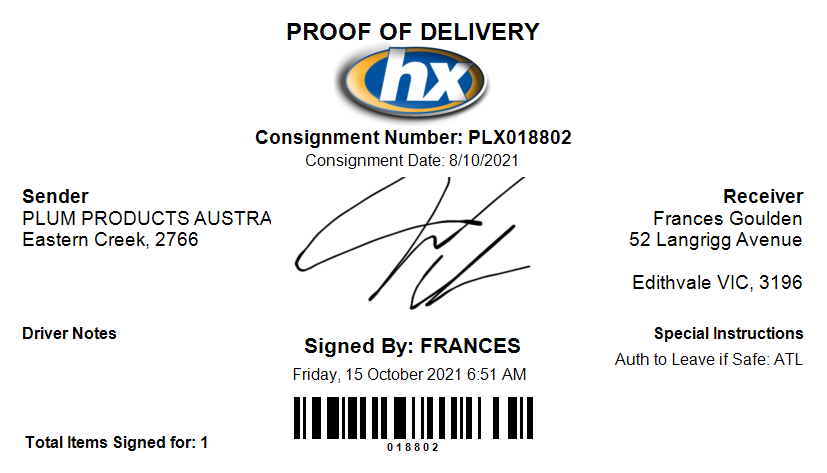 PROOF OF DELIVERY
hx
Consignment Number: PLX018802
Consignment Date: 8/10/2021
Sender
PLUM PRODUCTS AUSTRA
Eastern Creek, 2766
Receiver
Frances Goulden
52 Langrigg Avenue
Edithvale VIC, 3196
Driver Notes
Signed By: FRANCES
Friday, 15 October 2021 6:51 AM
Special Instructions
Auth to Leave if Safe: ATL
Total Items Signed for: 1
018802